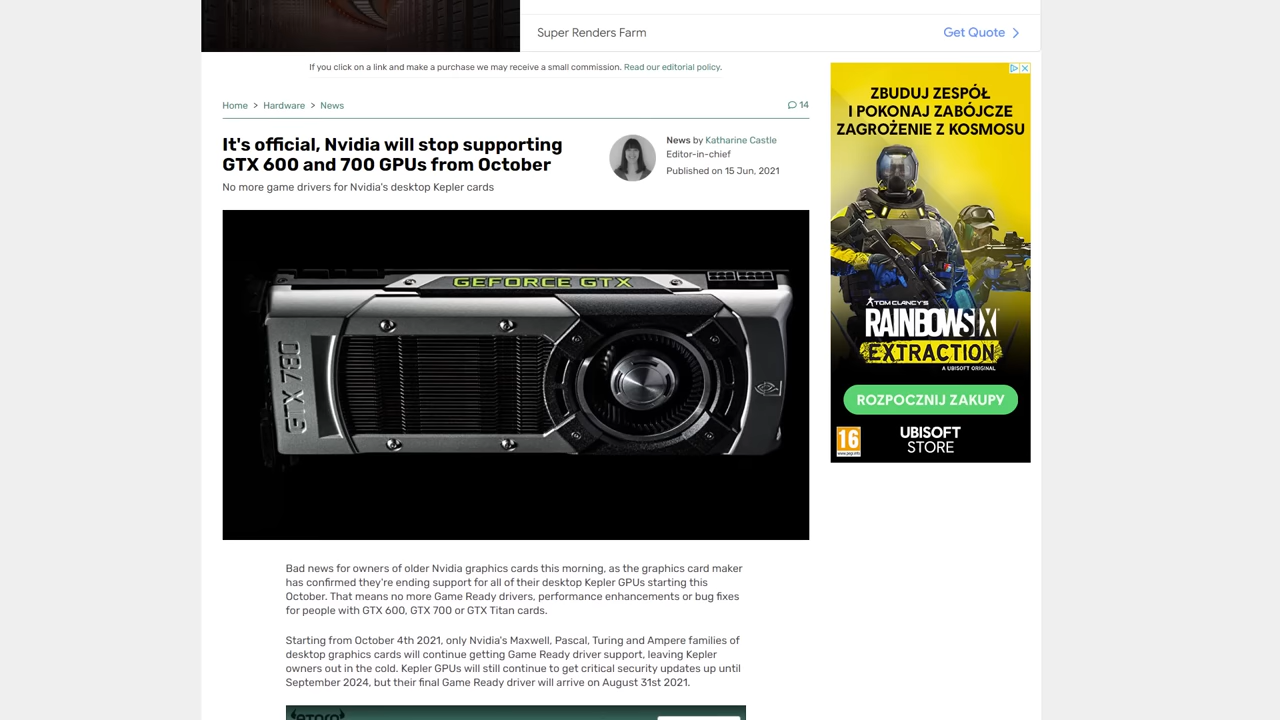 Super Renders Farm
Get Quote
If you click on a link and make a purchase we may receive a small commission. Read our editorial policy.
Home > Hardware > News
14
It's official, Nvidia will stop supporting
GTX 600 and 700 GPUs from October
No more game drivers for Nvidia's desktop Kepler cards
News by Katharine Castle
Editor-in-chief
Published on 15 Jun, 2021
GEFORCE GTX
GTX 780
Bad news for owners of older Nvidia graphics cards this morning, as the graphics card maker
has confirmed they're ending support for all of their desktop Kepler GPUs starting this
October. That means no more Game Ready drivers, performance enhancements or bug fixes
for people with GTX 600, GTX 700 or GTX Titan cards.
Starting from October 4th 2021, only Nvidia's Maxwell, Pascal, Turing and Ampere families of
desktop graphics cards will continue getting Game Ready driver support, leaving Kepler
owners out in the cold. Kepler GPUs will still continue to get critical security updates up until
September 2024, but their final Game Ready driver will arrive on August 31st 2021.
ZBUDUJ ZESPÓŁ
I POKONAJ ZABÓJCZE
ZAGROŻENIE Z KOSMOSU
TOM CLANCY'S
RAINBOWSIX
EXTRACTION
A UBISOFT ORIGINAL
ROZPOCZNIJ ZAKUPY
16
www.pegi.info
UBISOFT
STORE